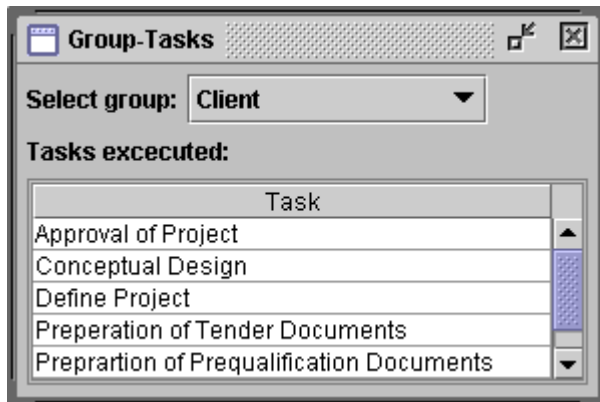 Group-Tasks
Select group: Client
Tasks excecuted:
Task
Approval of Project
Conceptual Design
Define Project
Preperation of Tender Documents
Preprartion of Prequalification Documents